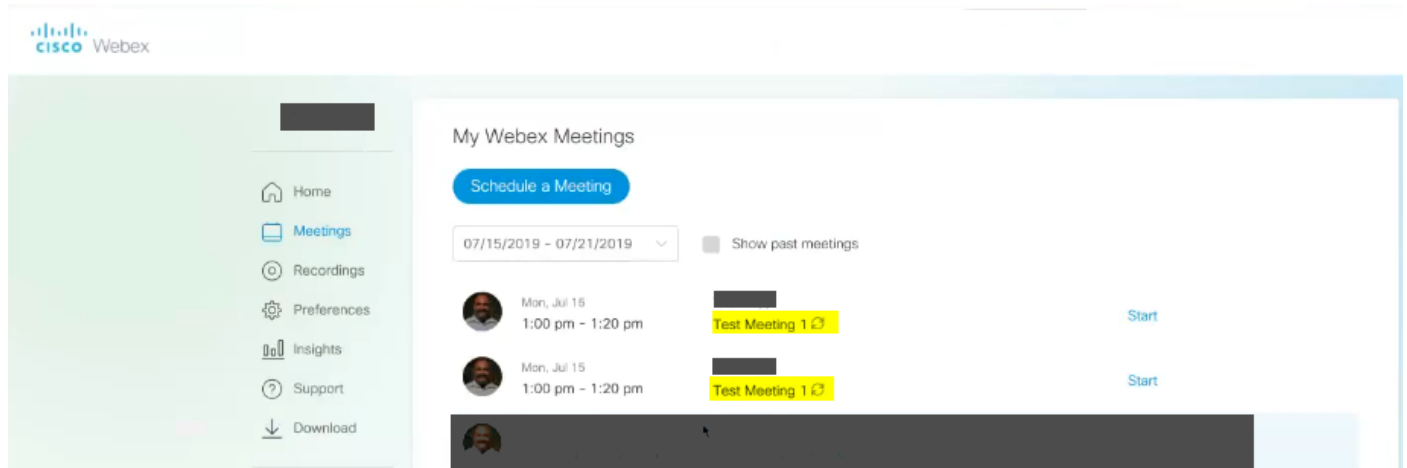 CISCO Webex
Home
Meetings
Recordings
Preferences
Insights
Support
Download
My Webex Meetings
Schedule a Meeting
07/15/2019 - 07/21/2019
Show past meetings
Mon, Jul 15
1:00 pm - 1:20 pm
Test Meeting 1
Start
Mon, Jul 15
1:00 pm - 1:20 pm
Test Meeting 1
Start